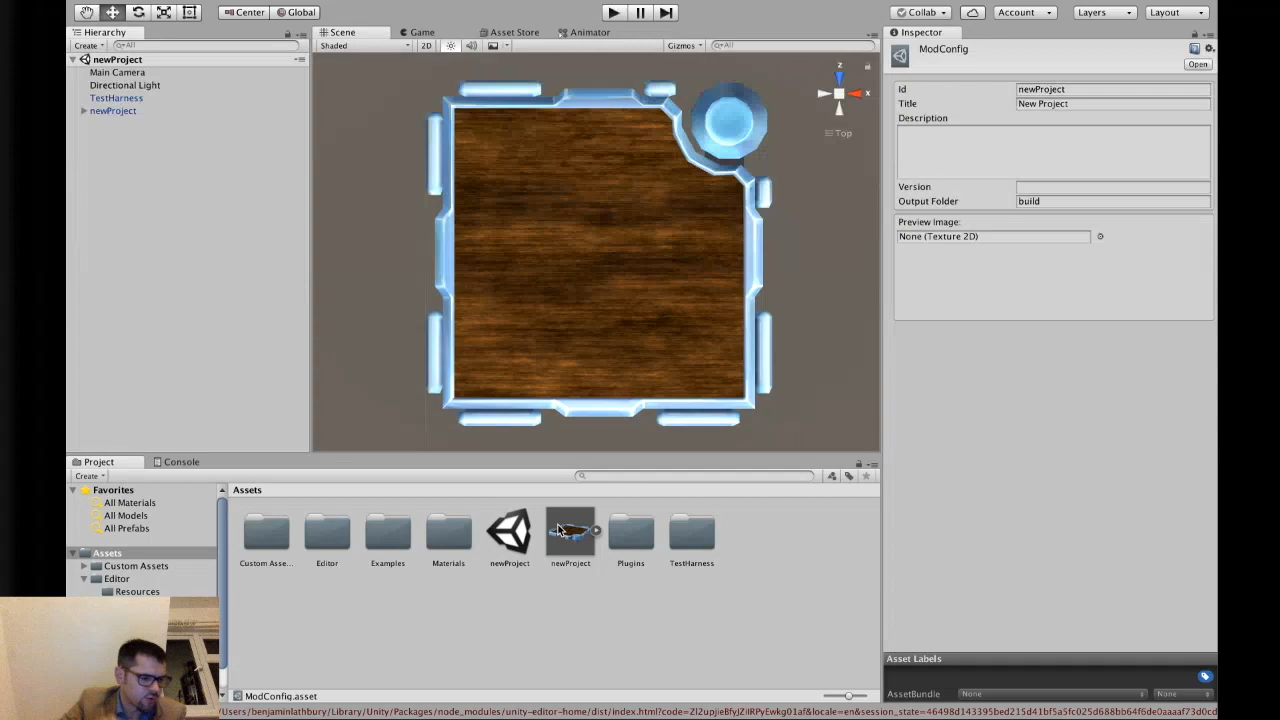 Center
Global
Collab
Account
Layers
Layout
Hierarchy
Scene
Game
Asset Store
Animator
Inspector
Create
All
Shaded
2D
Gizmos
All
ModConfig
Open
newProject
Main Camera
Directional Light
TestHarness
newProject
z
x
Top
Id
newProject
Title
New Project
Description
Version
Output Folder
build
Preview Image:
None (Texture 2D)
Project
Console
Create
Favorites
All Materials
All Models
All Prefabs
Assets
Custom Assets
Editor
Resources
Assets
Custom Asse...
Editor
Examples
Materials
newProject
newProject
Plugins
TestHarness
ModConfig.asset
Asset Labels
AssetBundle
None
None